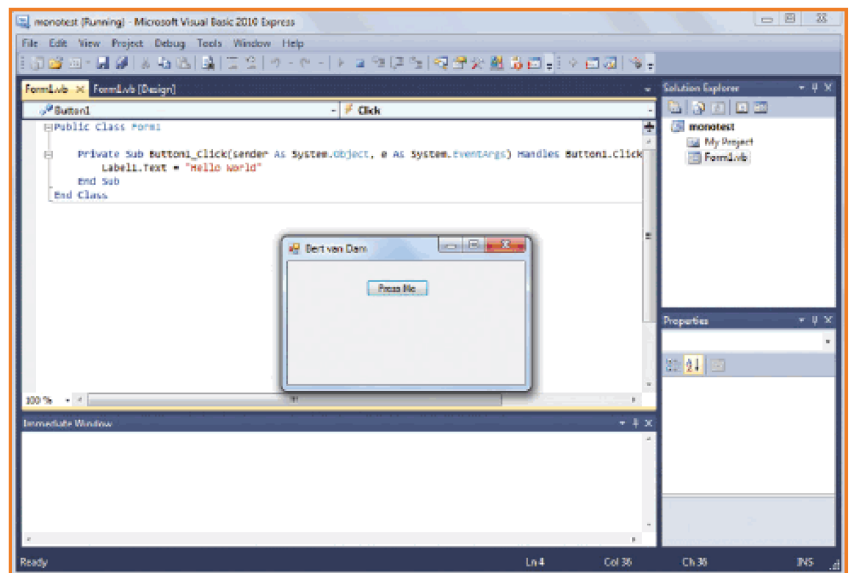 monotest (Running) - Microsoft Visual Basic 2010 Express
File Edit View Project Debug Tools Window Help
Form1.vb Form1.vb [Design]
Button1 Click
Public Class Form1
Private Sub Button1_Click(sender As System.Object, e As System.EventArgs) Handles Button1.Click
Label1.Text = "Hello World"
End Sub
End Class
Bert van Dam
Press Me
100 %
Immediate Window
Solution Explorer
monotest
My Project
Form1.vb
Properties
Ready Ln 4 Col 36 Ch 36 INS